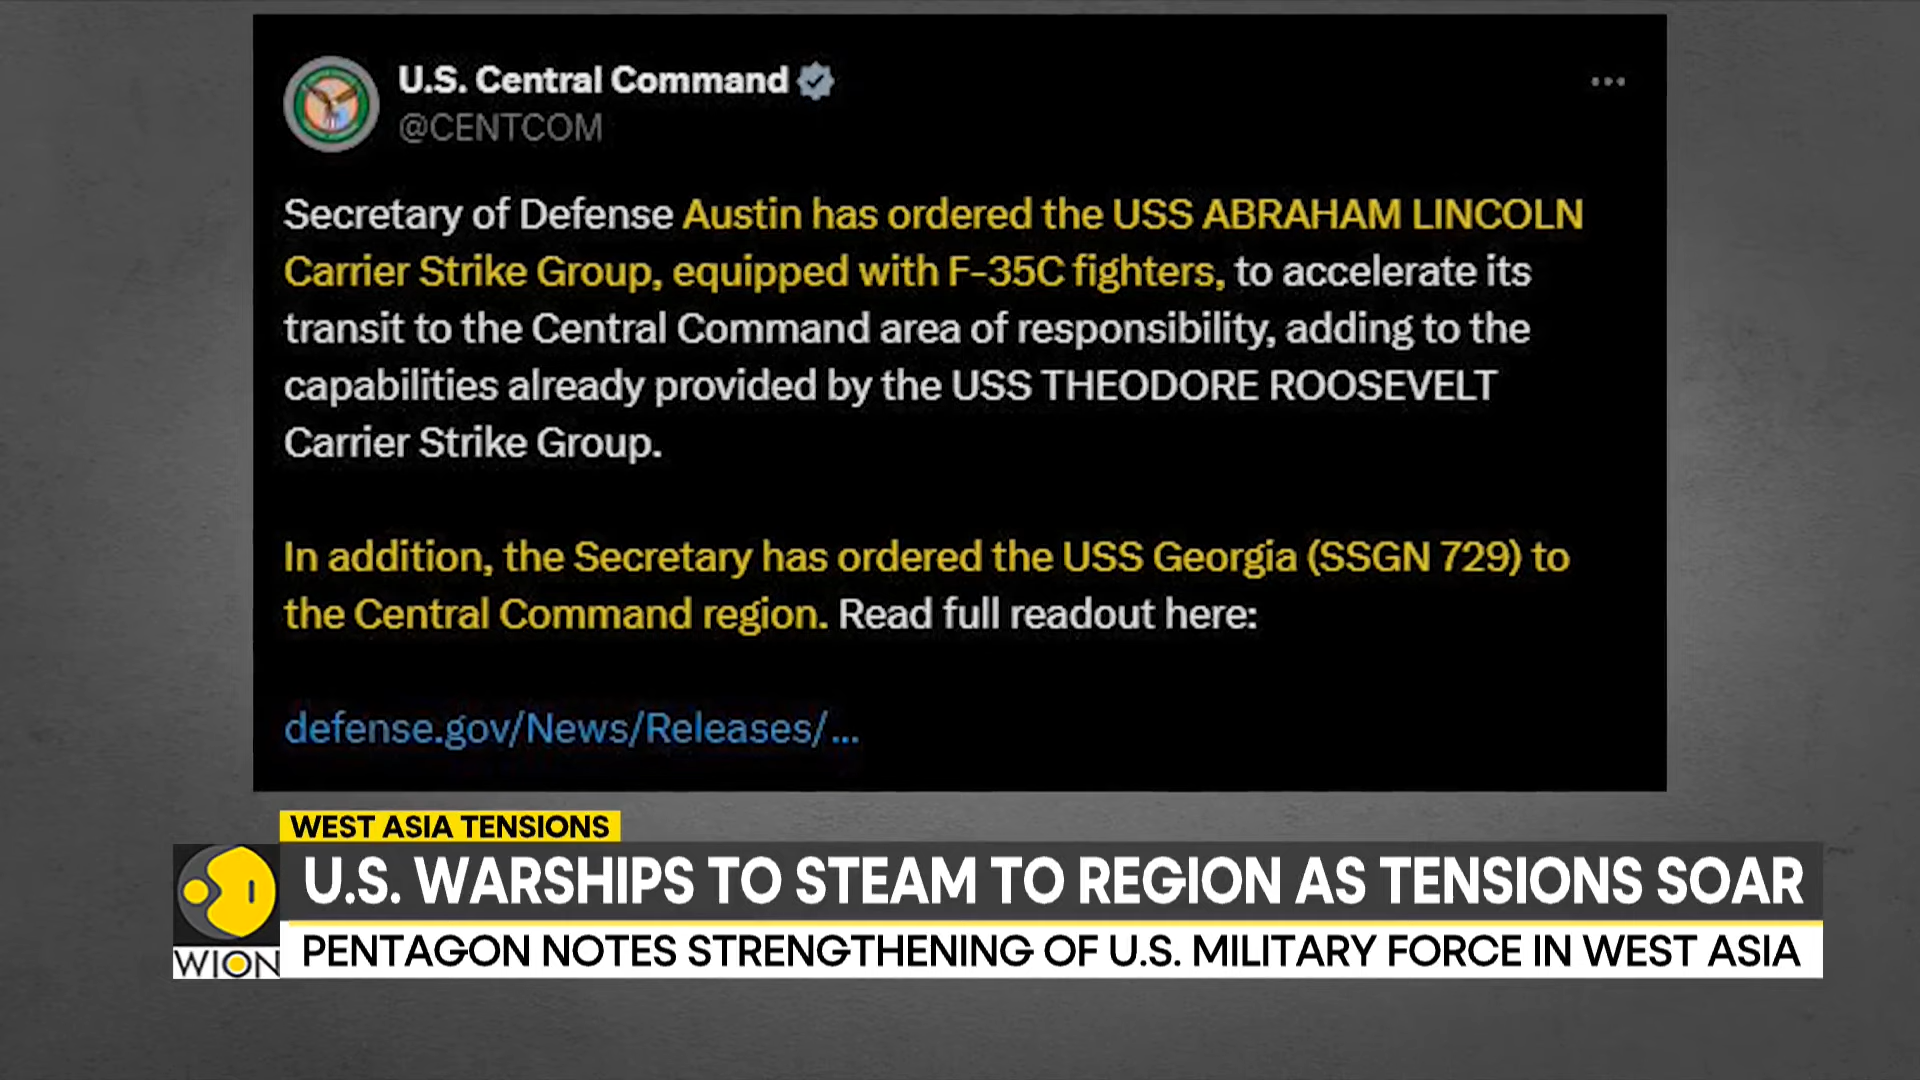 U.S. Central Command
@CENTCOM
Secretary of Defense Austin has ordered the USS ABRAHAM LINCOLN
Carrier Strike Group, equipped with F-35C fighters, to accelerate its
transit to the Central Command area of responsibility, adding to the
capabilities already provided by the USS THEODORE ROOSEVELT
Carrier Strike Group.
In addition, the Secretary has ordered the USS Georgia (SSGN 729) to
the Central Command region. Read full readout here:
defense.gov/News/Releases/...
WEST ASIA TENSIONS
U.S. WARSHIPS TO STEAM TO REGION AS TENSIONS SOAR
PENTAGON NOTES STRENGTHENING OF U.S. MILITARY FORCE IN WEST ASIA
WION